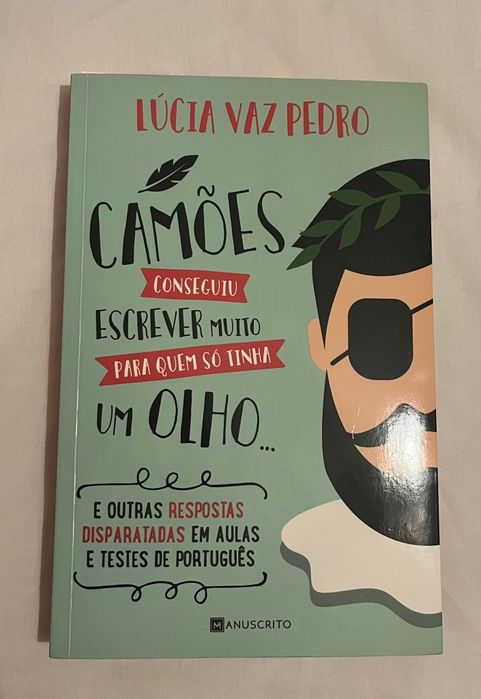 LÚCIA VAZ PEDRO
CAMÕES
CONSEGUIU
ESCREVER MUITO
PARA QUEM SÓ TINHA
UM OLHO...
E OUTRAS RESPOSTAS
DISPARATADAS EM AULAS
E TESTES DE PORTUGUÊS
MANUSCRITO